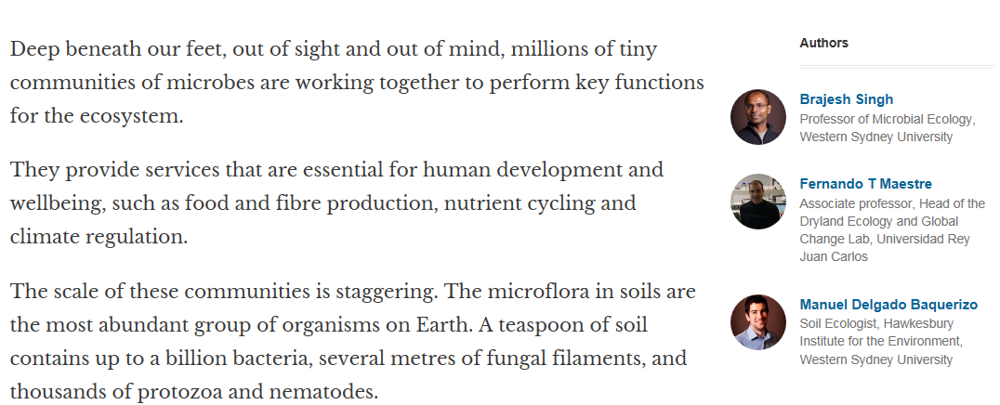 Deep beneath our feet, out of sight and out of mind, millions of tiny
communities of microbes are working together to perform key functions
for the ecosystem.
They provide services that are essential for human development and
wellbeing, such as food and fibre production, nutrient cycling and
climate regulation.
The scale of these communities is staggering. The microflora in soils are
the most abundant group of organisms on Earth. A teaspoon of soil
contains up to a billion bacteria, several metres of fungal filaments, and
thousands of protozoa and nematodes.
Authors
Brajesh Singh
Professor of Microbial Ecology,
Western Sydney University
Fernando T Maestre
Associate professor, Head of the
Dryland Ecology and Global
Change Lab, Universidad Rey
Juan Carlos
Manuel Delgado Baquerizo
Soil Ecologist, Hawkesbury
Institute for the Environment,
Western Sydney University